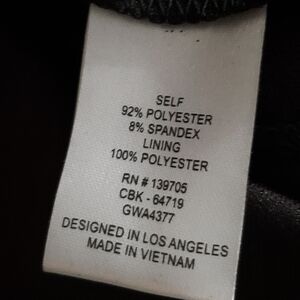 SELF
92% POLYESTER
8% SPANDEX
LINING
100% POLYESTER
RN # 139705
CBK - 64719
GWA4377
DESIGNED IN LOS ANGELES
MADE IN VIETNAM